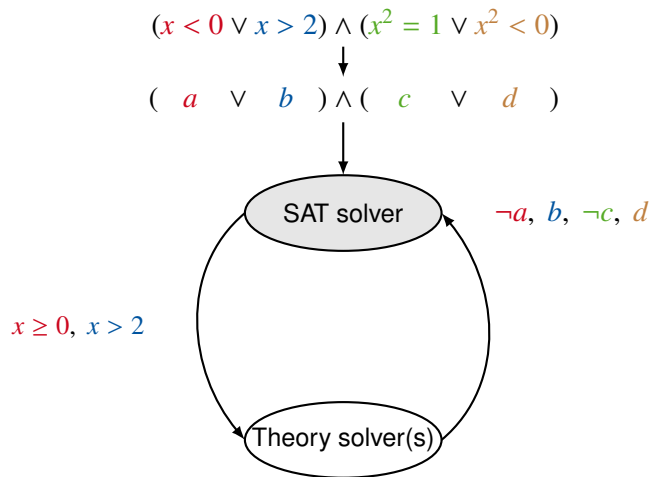 (x < 0 ∨ x > 2) ∧ (x² = 1 ∨ x² < 0)
( a ∨ b ) ∧ ( c ∨ d )
SAT solver
¬a, b, ¬c, d
x ≥ 0, x > 2
Theory solver(s)